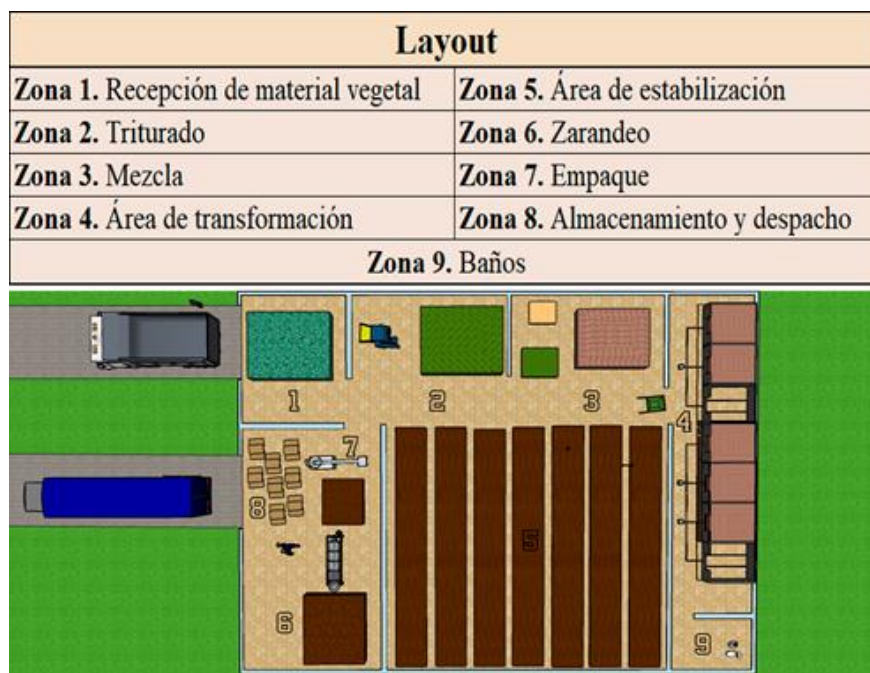 Layout
Zona 1. Recepción de material vegetal
Zona 5. Área de estabilización
Zona 2. Triturado
Zona 6. Zarandeo
Zona 3. Mezcla
Zona 7. Empaque
Zona 4. Área de transformación
Zona 8. Almacenamiento y despacho
Zona 9. Baños
1
2
3
4
7
8
5
6
9